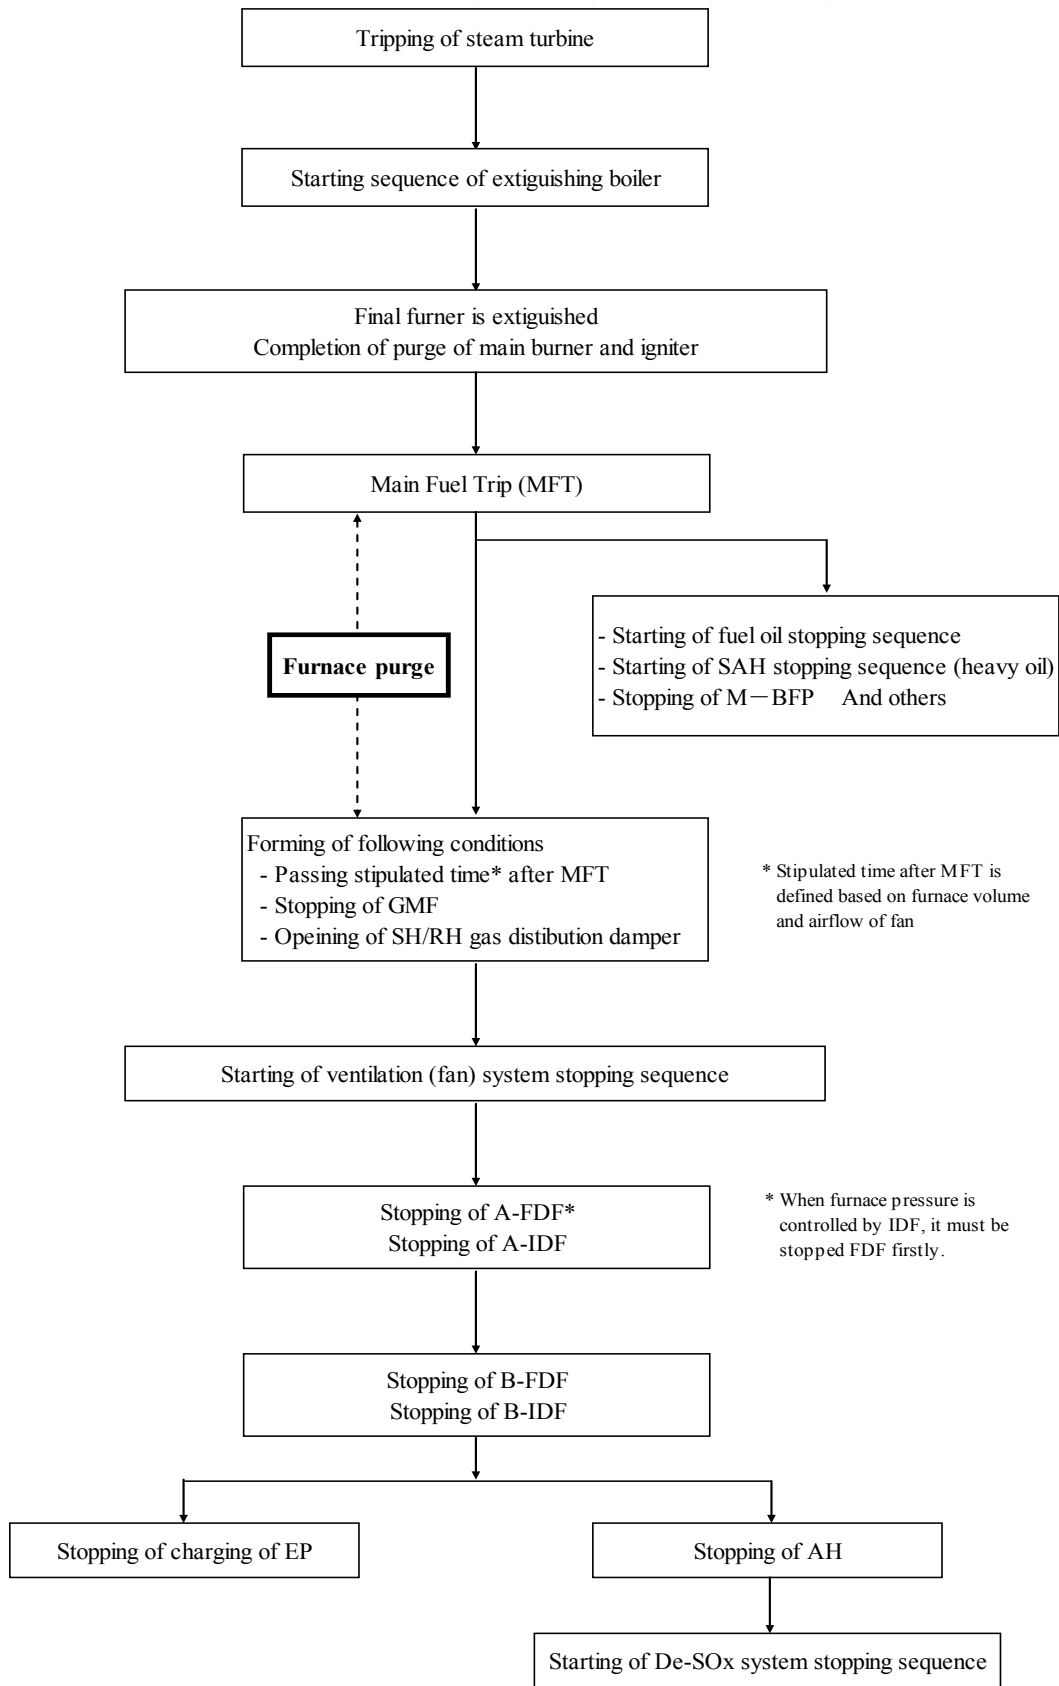 Tripping of steam turbine
Starting sequence of extiguishing boiler
Final furner is extiguished
Completion of purge of main burner and igniter
Main Fuel Trip (MFT)
Furnace purge
- Starting of fuel oil stopping sequence
- Starting of SAH stopping sequence (heavy oil)
- Stopping of M－BFP And others
Forming of following conditions
- Passing stipulated time* after MFT
- Stopping of GMF
- Opeining of SH/RH gas distibution damper
* Stipulated time after MFT is
defined based on furnace volume
and airflow of fan
Starting of ventilation (fan) system stopping sequence
Stopping of A-FDF*
Stopping of A-IDF
* When furnace pressure is
controlled by IDF, it must be
stopped FDF firstly.
Stopping of B-FDF
Stopping of B-IDF
Stopping of charging of EP
Stopping of AH
Starting of De-SOx system stopping sequence